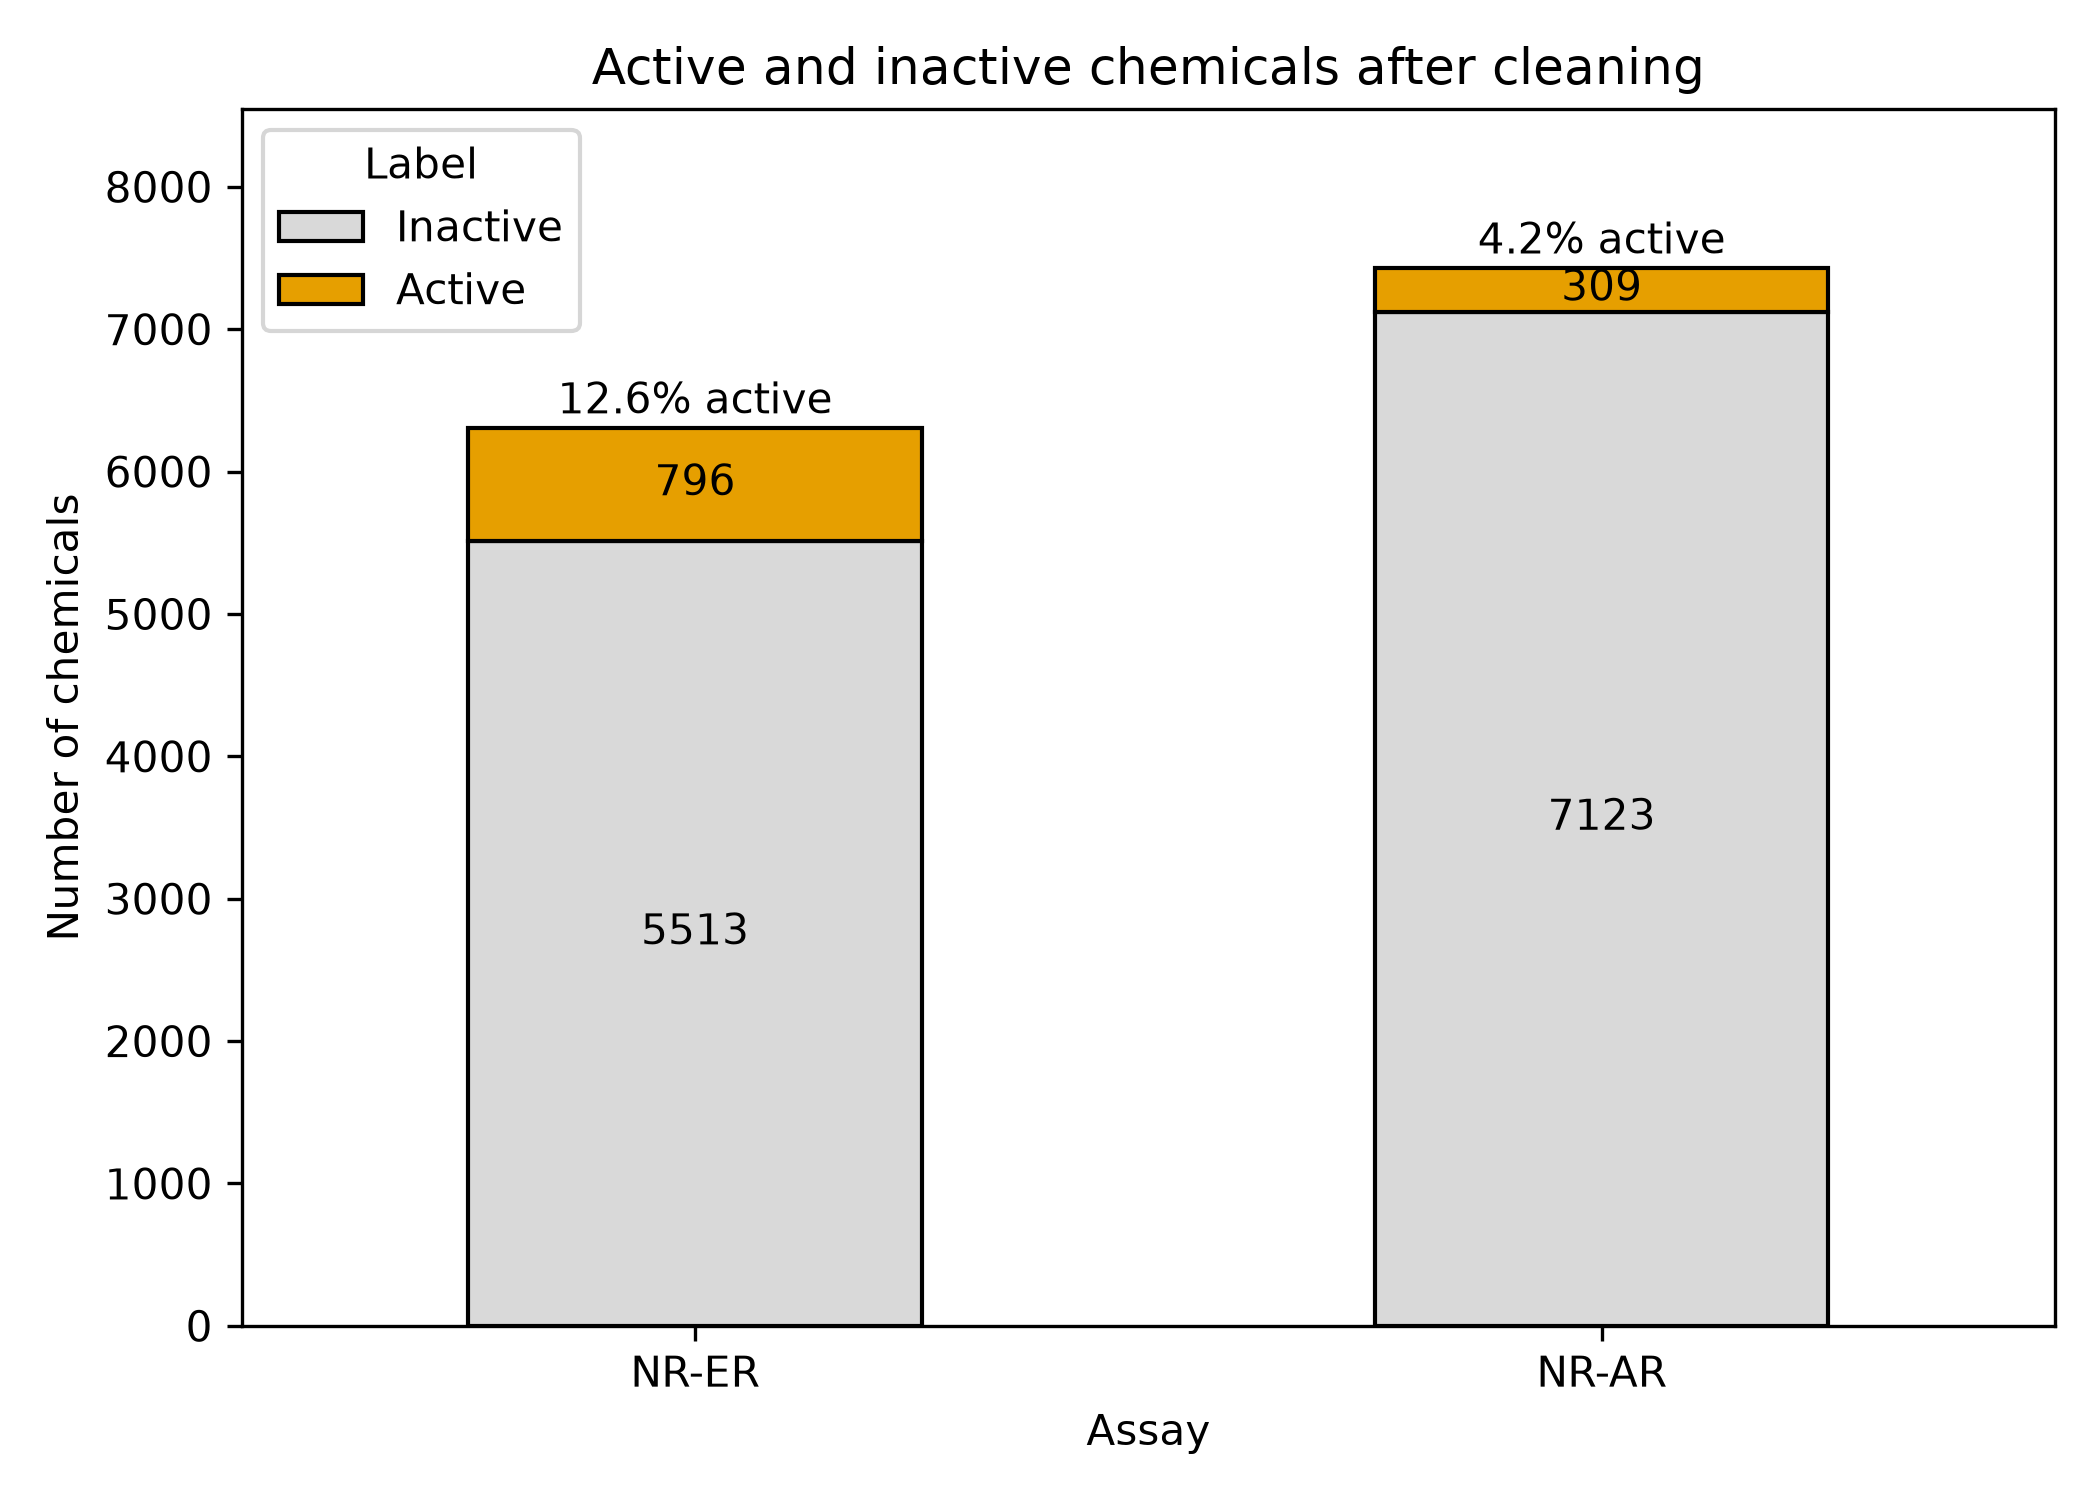 Active and inactive chemicals after cleaning
Label
Inactive
Active
8000
7000
6000
5000
4000
3000
2000
1000
0
Number of chemicals
12.6% active
796
5513
4.2% active
309
7123
NR-ER
NR-AR
Assay